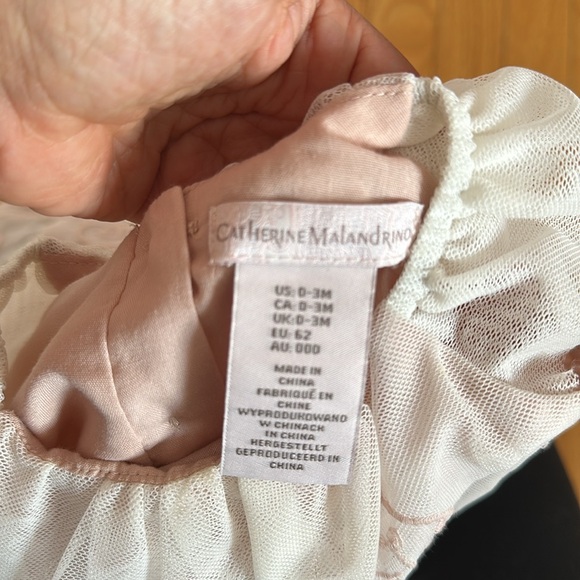 CATHERINE MALANDRINO
US: 0-3M
CA: 0-3M
UK: 0-3M
EU: 62
AU: 000
MADE IN
CHINA
FABRIQUÉ EN
CHINE
WYPRODUKOWANO
W CHINACH
IN CHINA
HERGESTELLT
GEPRODUCEERD IN
CHINA